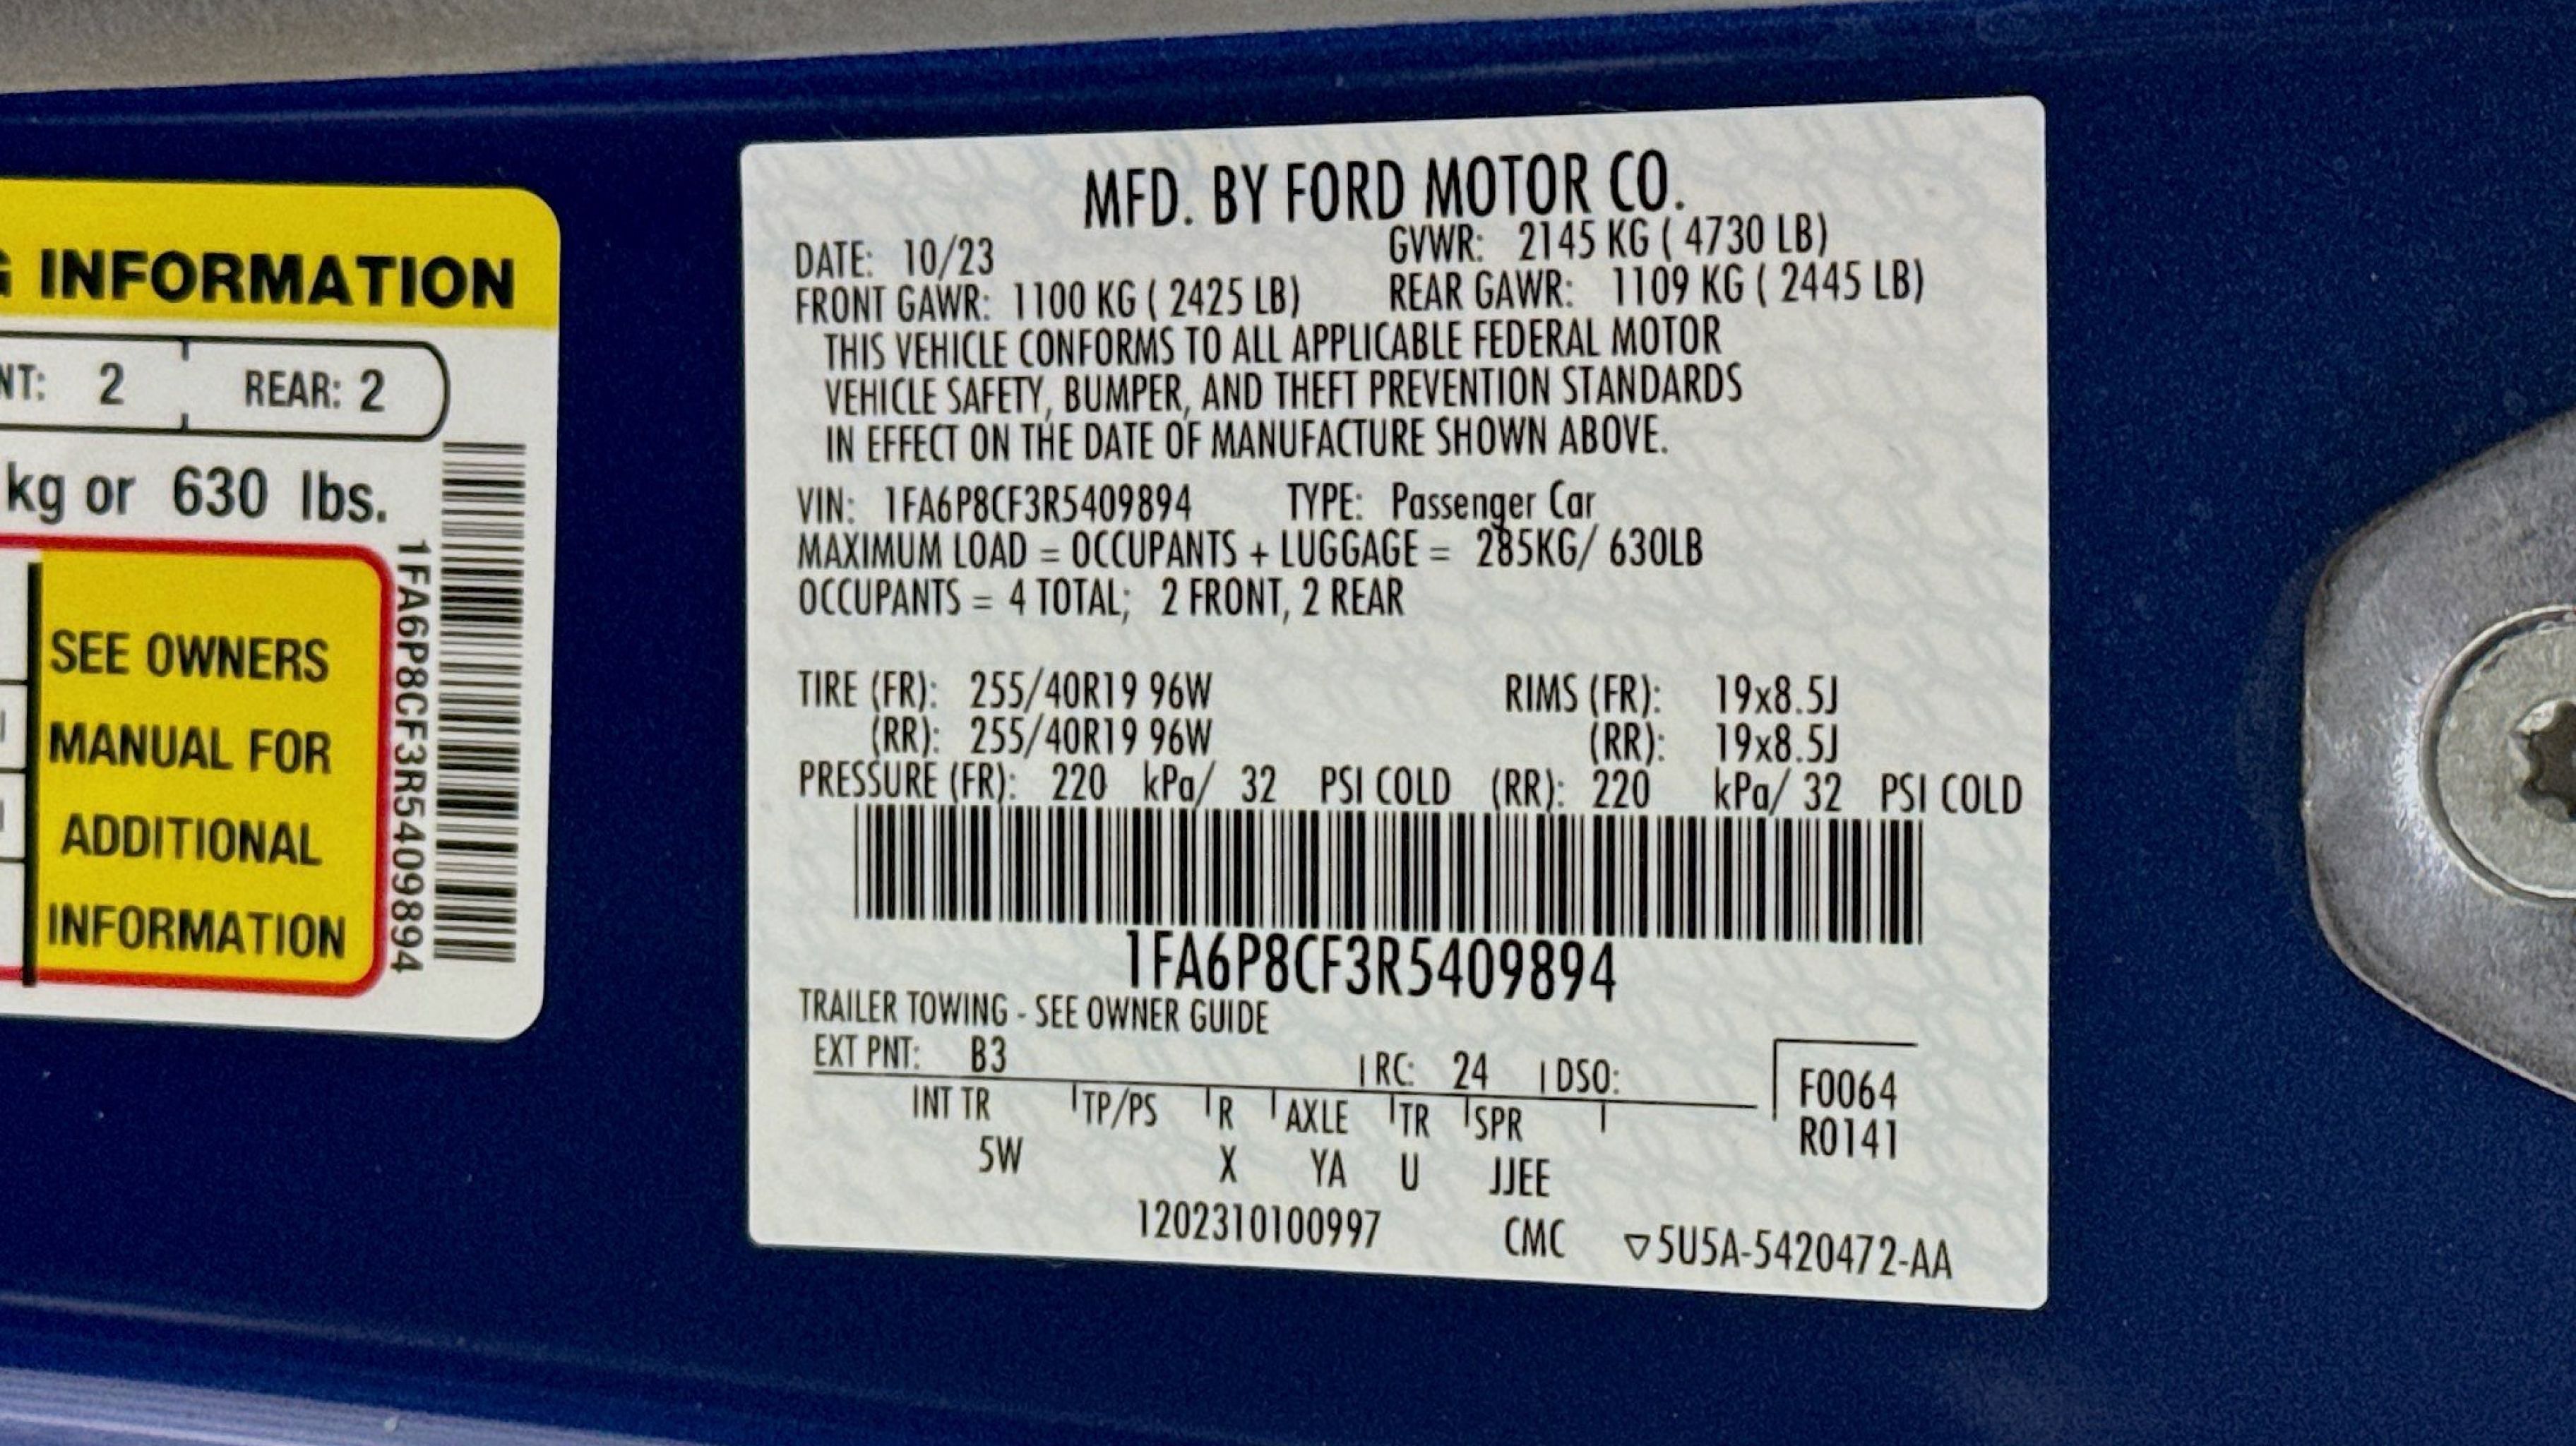 G INFORMATION
NT: 2 REAR: 2
kg or 630 lbs.
SEE OWNERS
MANUAL FOR
ADDITIONAL
INFORMATION
1FA6P8CF3R5409894
MFD. BY FORD MOTOR CO.
DATE: 10/23 GVWR: 2145 KG ( 4730 LB)
FRONT GAWR: 1100 KG ( 2425 LB) REAR GAWR: 1109 KG ( 2445 LB)
THIS VEHICLE CONFORMS TO ALL APPLICABLE FEDERAL MOTOR
VEHICLE SAFETY, BUMPER, AND THEFT PREVENTION STANDARDS
IN EFFECT ON THE DATE OF MANUFACTURE SHOWN ABOVE.
VIN: 1FA6P8CF3R5409894 TYPE: Passenger Car
MAXIMUM LOAD = OCCUPANTS + LUGGAGE = 285KG/ 630LB
OCCUPANTS = 4 TOTAL; 2 FRONT, 2 REAR
TIRE (FR): 255/40R19 96W RIMS (FR): 19x8.5J
(RR): 255/40R19 96W (RR): 19x8.5J
PRESSURE (FR): 220 kPa/ 32 PSI COLD (RR): 220 kPa/ 32 PSI COLD
1FA6P8CF3R5409894
TRAILER TOWING - SEE OWNER GUIDE
EXT PNT: B3 RC: 24 DSO: F0064
INT TR TP/PS R AXLE TR SPR R0141
5W X YA U JJEE
1202310100997 CMC ▽5U5A-5420472-AA